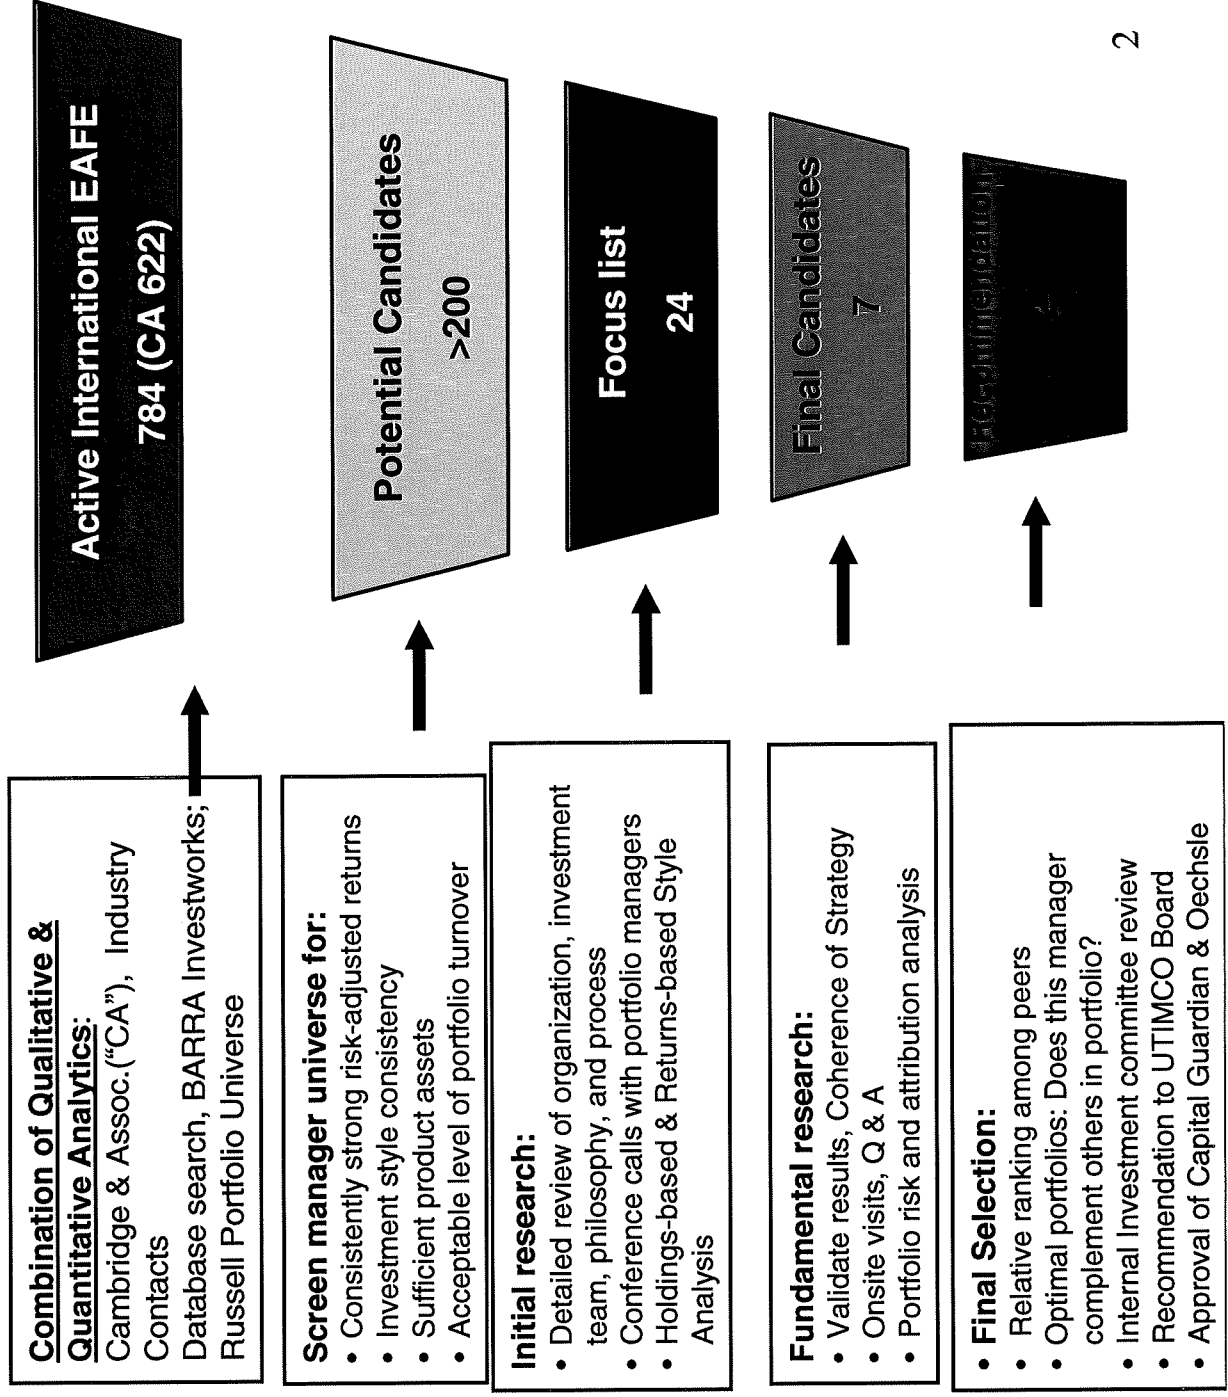 Combination of Qualitative &
Quantitative Analytics:
Cambridge & Assoc.("CA"), Industry
Contacts
Database search, BARRA Investworks;
Russell Portfolio Universe
Active International EAFE
784 (CA 622)
Screen manager universe for:
• Consistently strong risk-adjusted returns
• Investment style consistency
• Sufficient product assets
• Acceptable level of portfolio turnover
Potential Candidates
>200
Initial research:
• Detailed review of organization, investment
team, philosophy, and process
• Conference calls with portfolio managers
• Holdings-based & Returns-based Style
Analysis
Focus list
24
Fundamental research:
• Validate results, Coherence of Strategy
• Onsite visits, Q & A
• Portfolio risk and attribution analysis
Final Candidates
7
• Final Selection:
• Relative ranking among peers
• Optimal portfolios: Does this manager
complement others in portfolio?
• Internal Investment committee review
• Recommendation to UTIMCO Board
• Approval of Capital Guardian & Oechsle
Recommendation
2